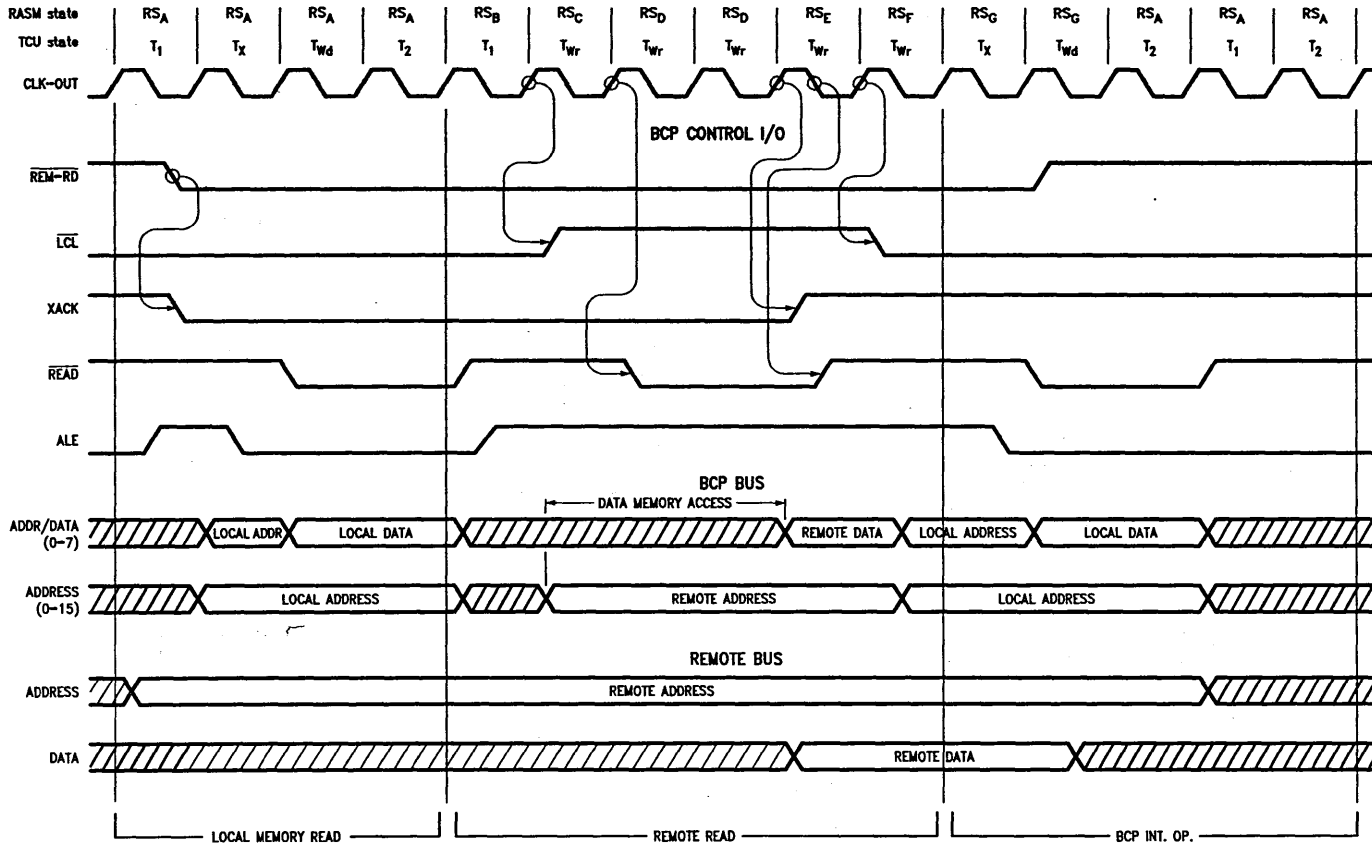 RASM state RSA RSA RSA RSA RSB RSC RSD RSD RSE RSF RSG RSG RSA RSA RSA
TCU state T1 TX TWd T2 T1 TWr TWr TWr TWr TWr TX TWd T2 T1 T2
CLK-OUT
BCP CONTROL I/O
REM-RD
LCL
XACK
READ
ALE
BCP BUS
DATA MEMORY ACCESS
ADDR/DATA (0-7) LOCAL ADDR LOCAL DATA REMOTE DATA LOCAL ADDRESS LOCAL DATA
ADDRESS (0-15) LOCAL ADDRESS REMOTE ADDRESS LOCAL ADDRESS
REMOTE BUS
ADDRESS REMOTE ADDRESS
DATA REMOTE DATA
LOCAL MEMORY READ REMOTE READ BCP INT. OP.